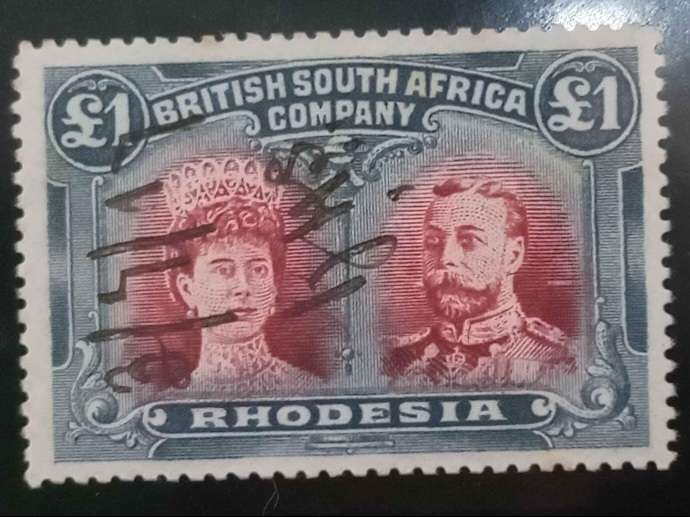 £1 BRITISH SOUTH AFRICA £1
COMPANY
RHODESIA